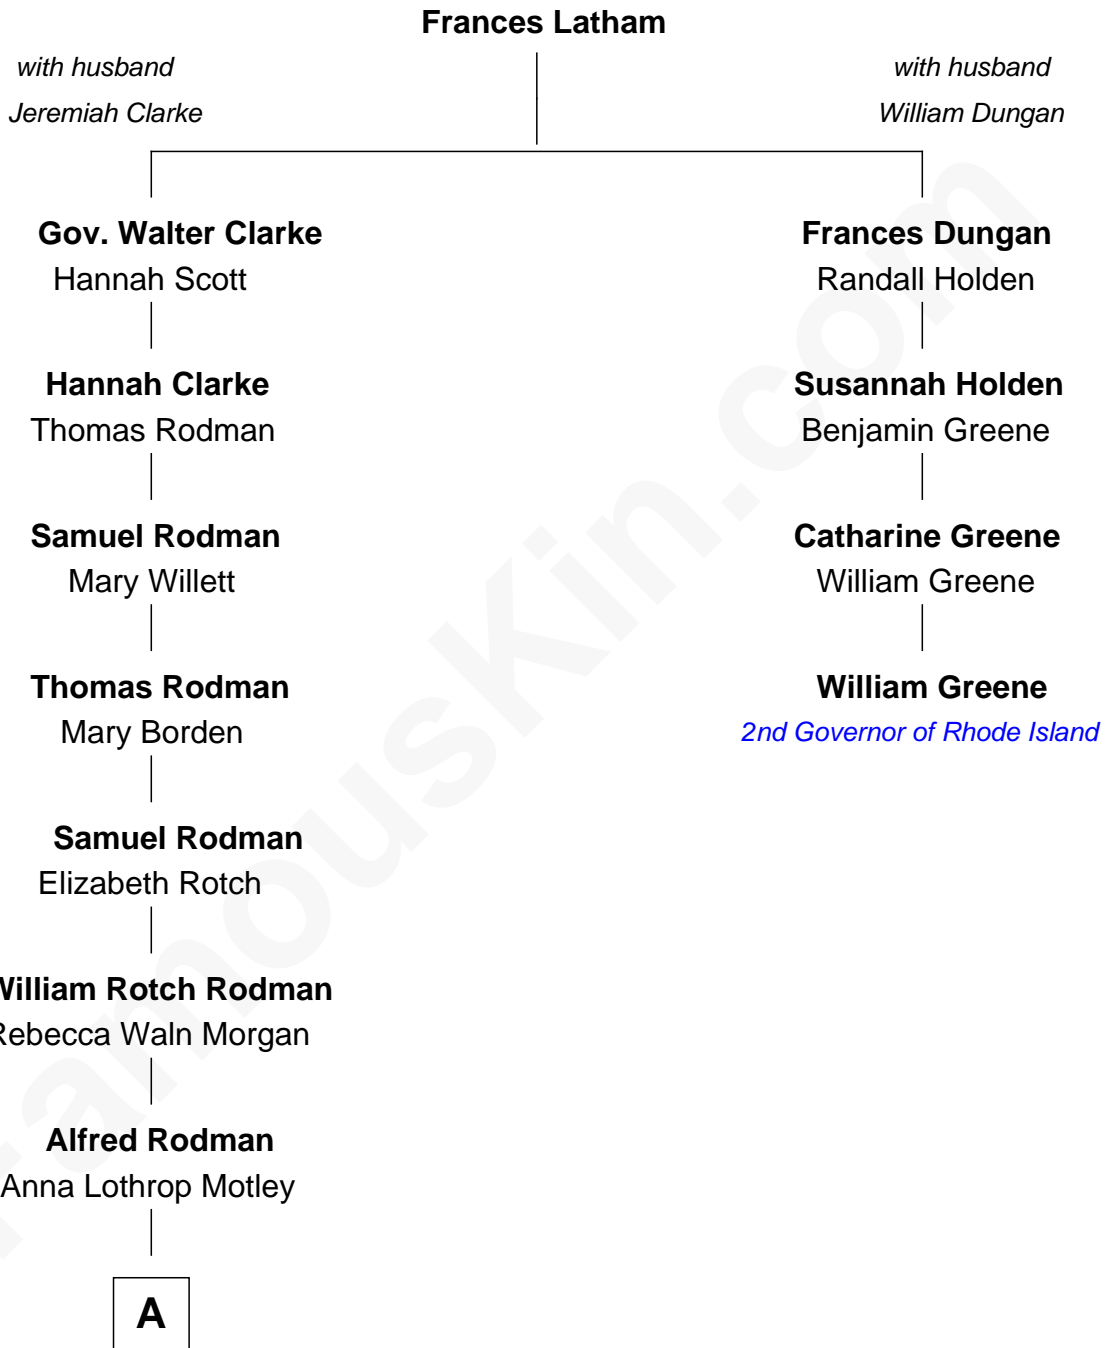 Frances Latham
with husband
Jeremiah Clarke
with husband
William Dungan
Gov. Walter Clarke
Hannah Scott
Frances Dungan
Randall Holden
Hannah Clarke
Thomas Rodman
Susannah Holden
Benjamin Greene
Samuel Rodman
Mary Willett
Catharine Greene
William Greene
Thomas Rodman
Mary Borden
William Greene
2nd Governor of Rhode Island
Samuel Rodman
Elizabeth Rotch
William Rotch Rodman
Rebecca Waln Morgan
Alfred Rodman
Anna Lothrop Motley
A
FamousKin.com